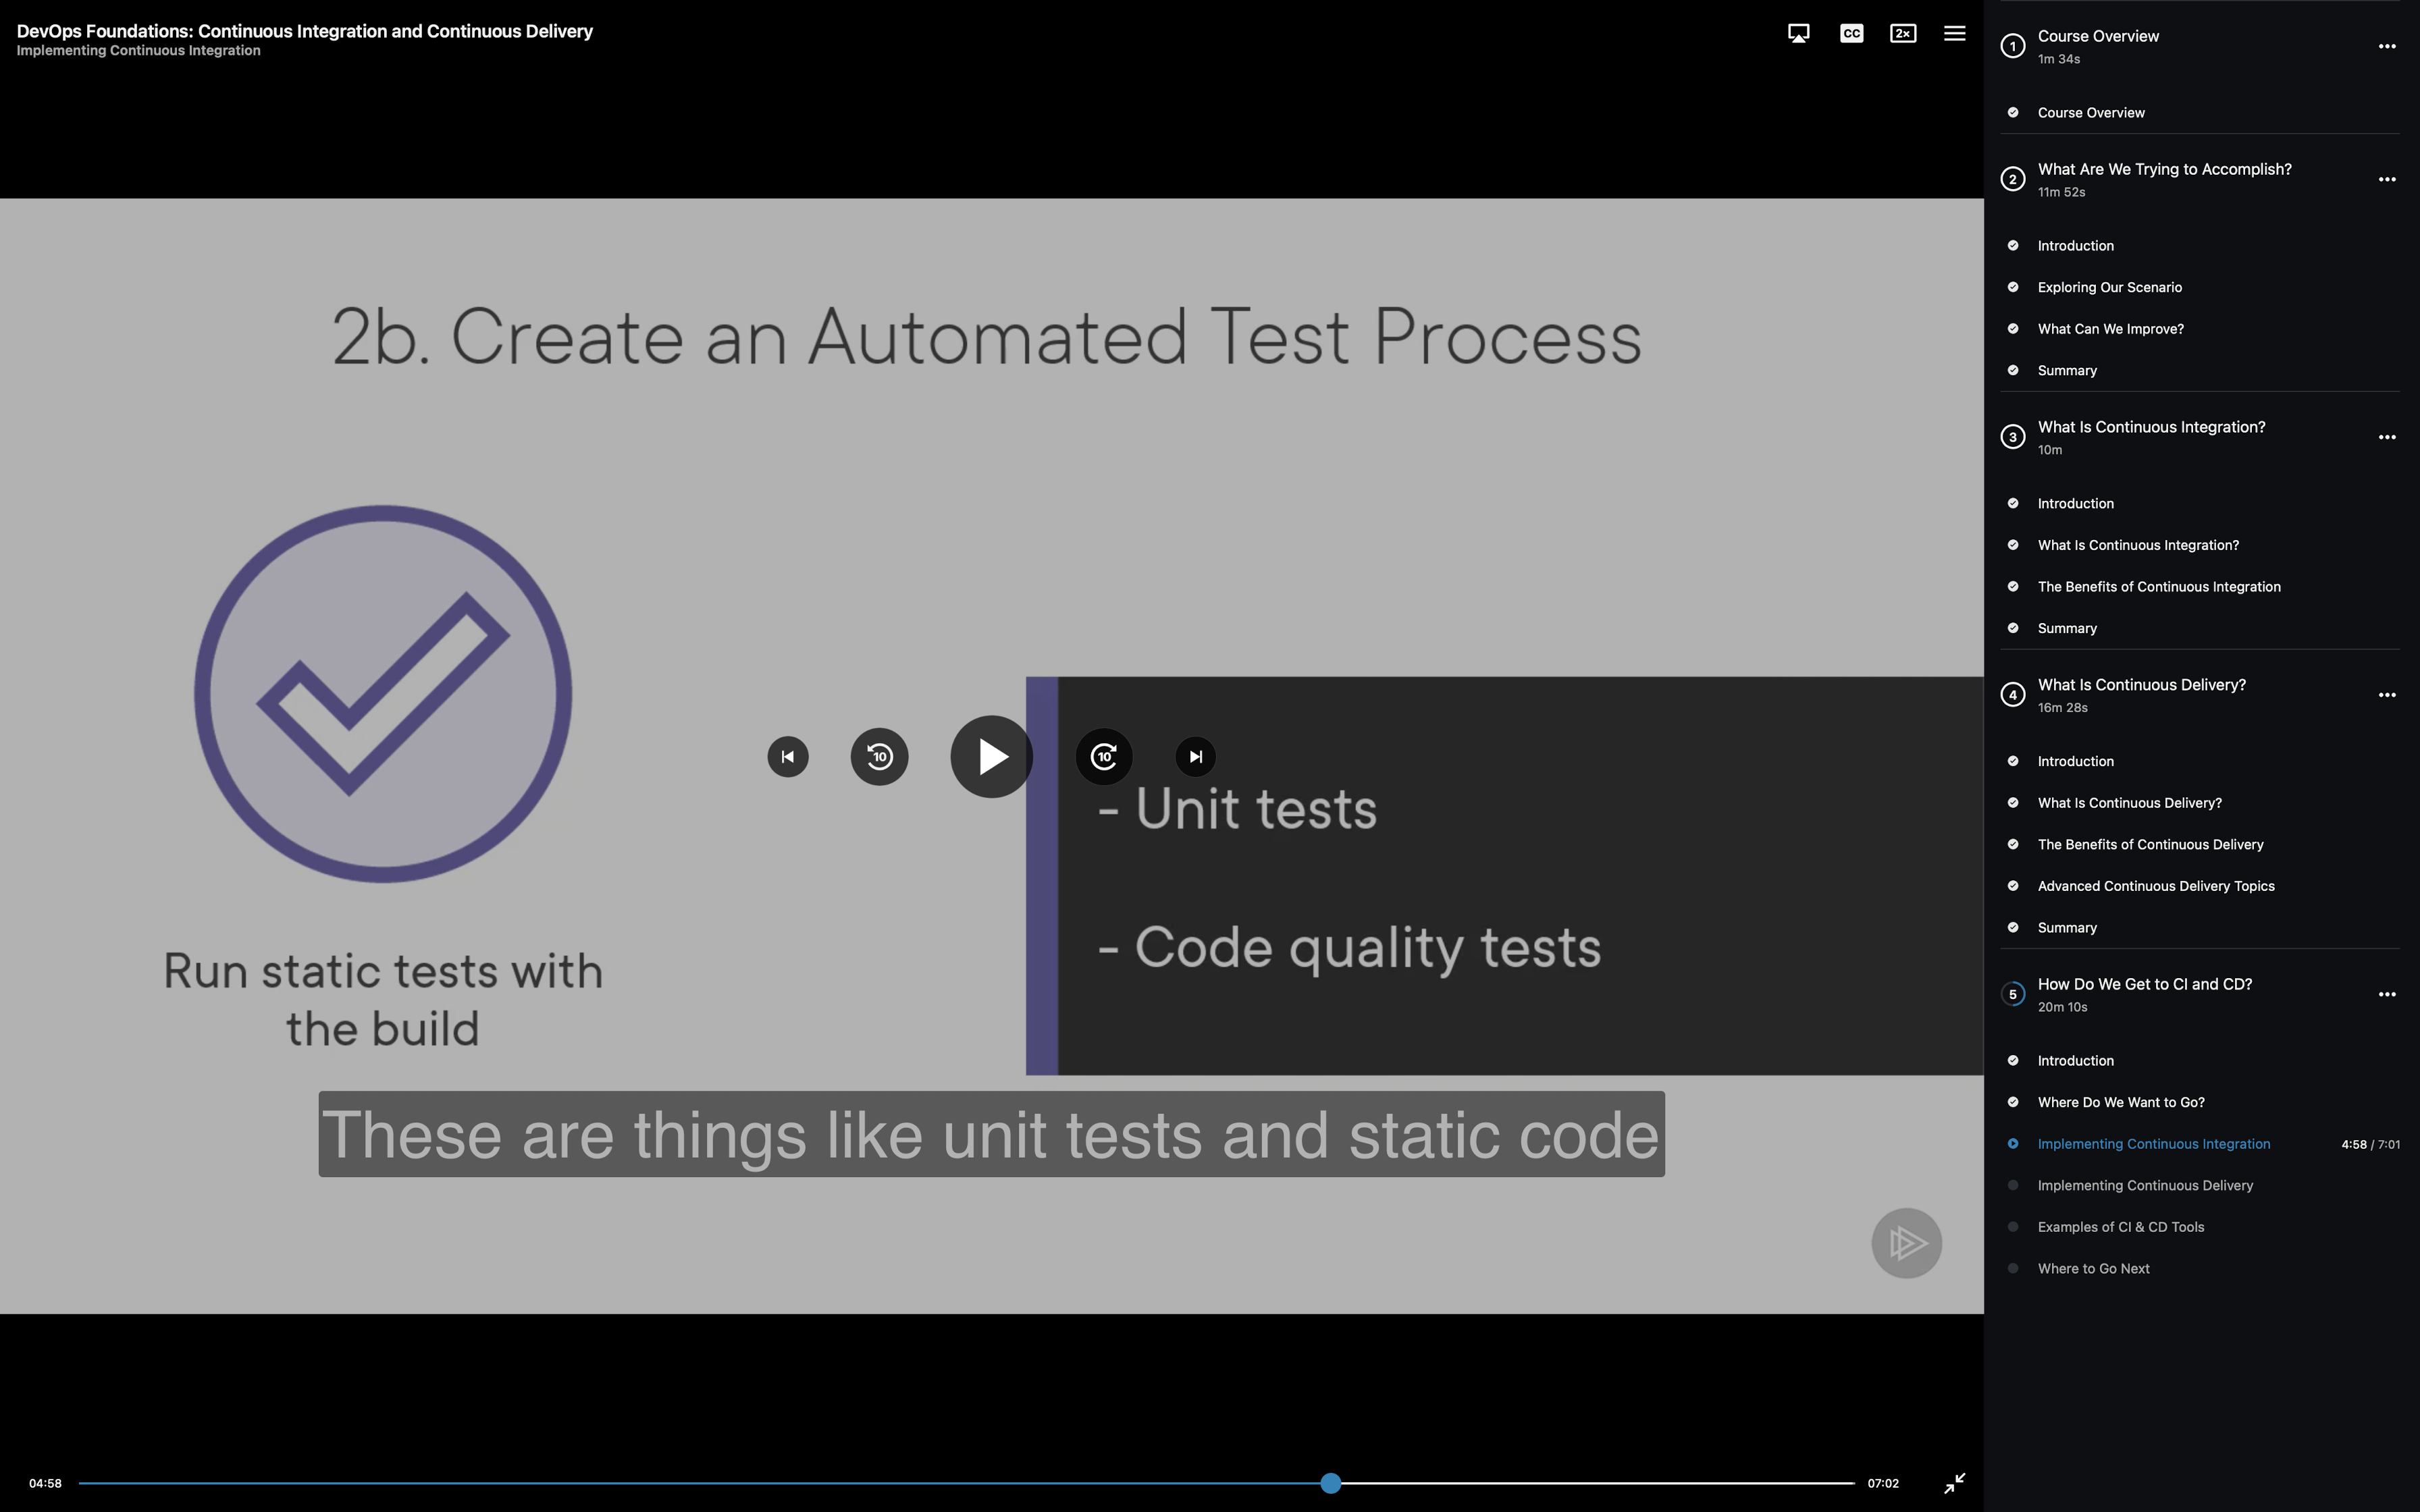 DevOps Foundations: Continuous Integration and Continuous Delivery
Implementing Continuous Integration
CC
2×
2b. Create an Automated Test Process
10
10
- Unit tests
- Code quality tests
Run static tests with
the build
These are things like unit tests and static code
04:58
07:02
1
Course Overview
1m 34s
Course Overview
2
What Are We Trying to Accomplish?
11m 52s
Introduction
Exploring Our Scenario
What Can We Improve?
Summary
3
What Is Continuous Integration?
10m
Introduction
What Is Continuous Integration?
The Benefits of Continuous Integration
Summary
4
What Is Continuous Delivery?
16m 28s
Introduction
What Is Continuous Delivery?
The Benefits of Continuous Delivery
Advanced Continuous Delivery Topics
Summary
5
How Do We Get to CI and CD?
20m 10s
Introduction
Where Do We Want to Go?
Implementing Continuous Integration 4:58 / 7:01
Implementing Continuous Delivery
Examples of CI & CD Tools
Where to Go Next